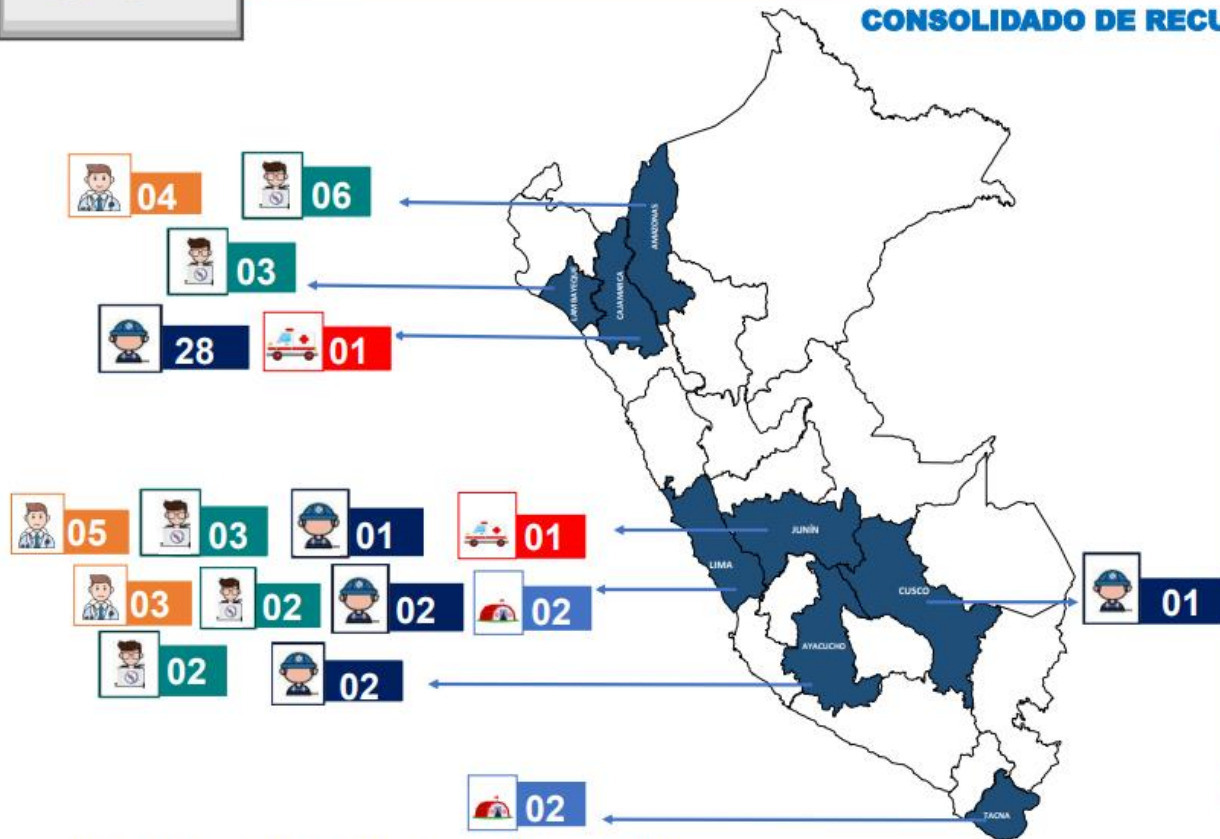 CONSOLIDADO DE RECU
04 06
AMAZONAS
03
LAMBAYEQUE
CAJAMARCA
28 01
05 03 01 01
JUNÍN
LIMA
03 02 02 02
CUSCO
01
AYACUCHO
02 02
02
TACNA